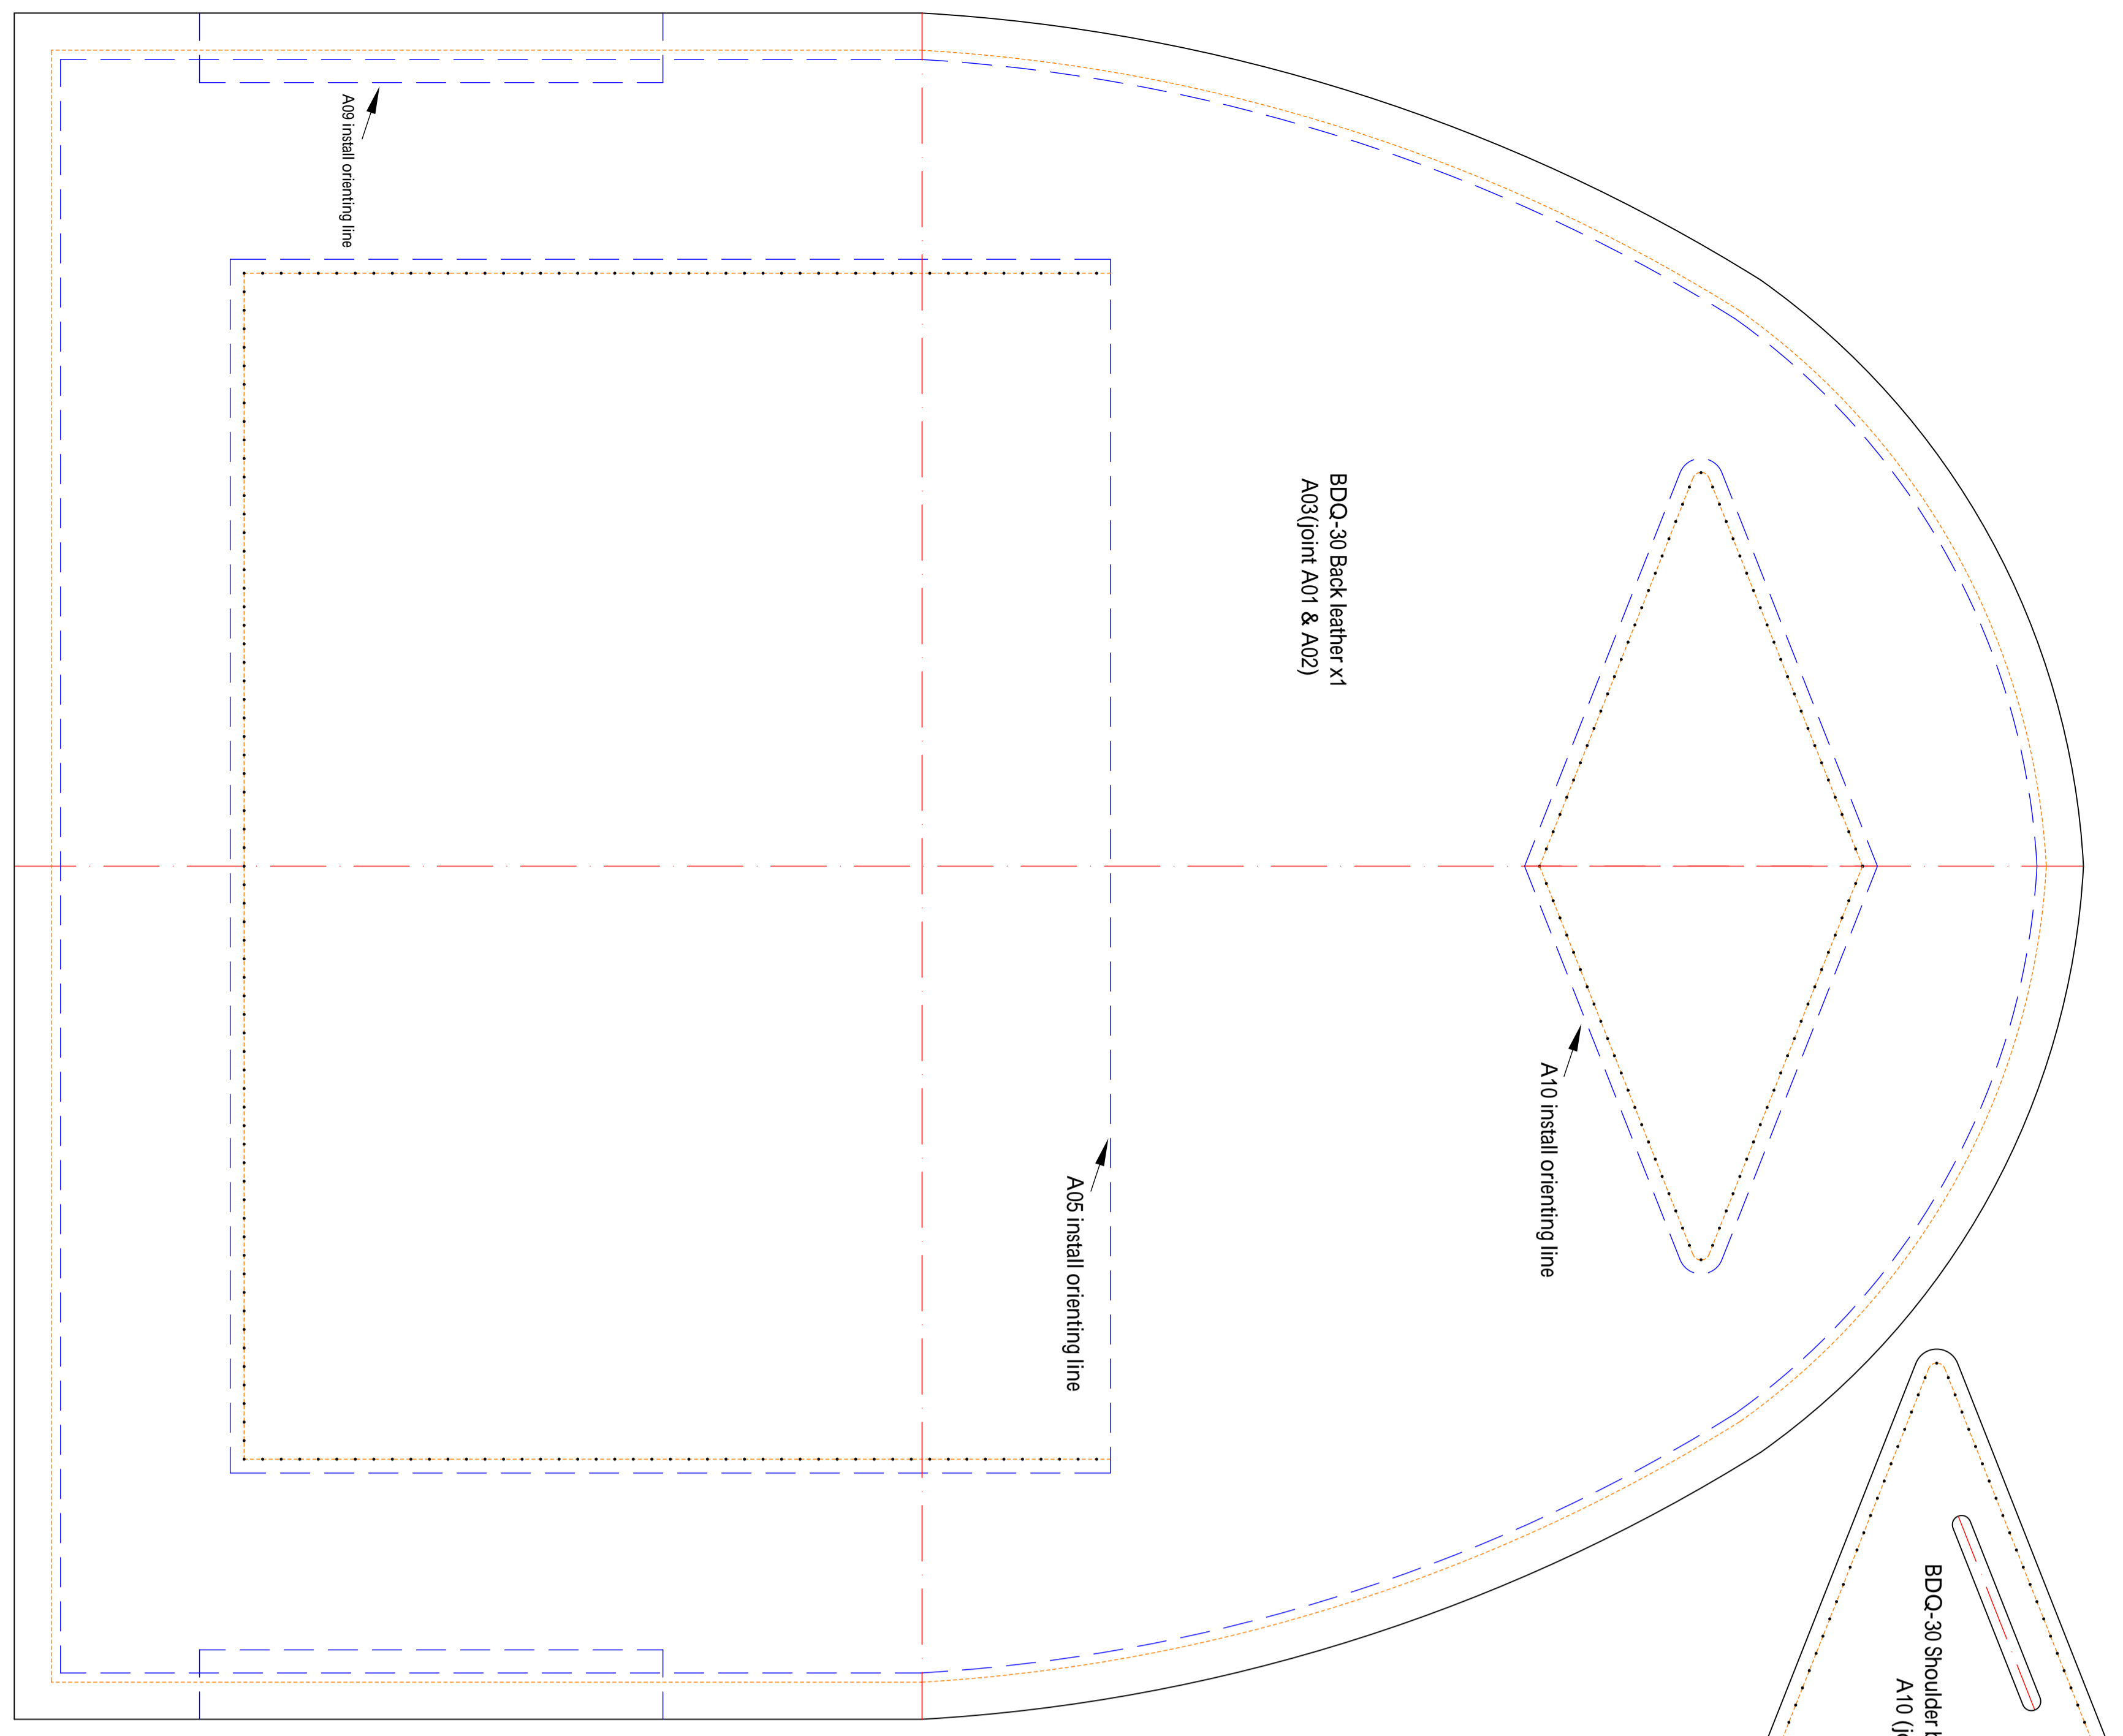 A09 install orienting line
BDQ-30 Back leather x1
A03(joint A01 & A02)
A10 install orienting line
A05 install orienting line
BDQ-30 Shoulder
A10